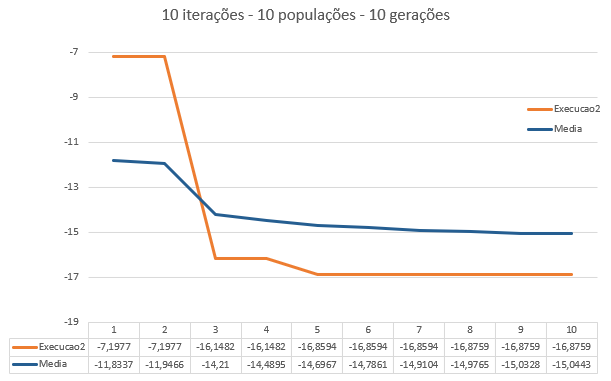 10 iterações - 10 populações - 10 gerações
-7
-9
-11
-13
-15
-17
-19
Execucao2
Media
1 2 3 4 5 6 7 8 9 10
Execucao2 -7,1977 -7,1977 -16,1482 -16,1482 -16,8594 -16,8594 -16,8594 -16,8759 -16,8759 -16,8759
Media -11,8337 -11,9466 -14,21 -14,4895 -14,6967 -14,7861 -14,9104 -14,9765 -15,0328 -15,0443